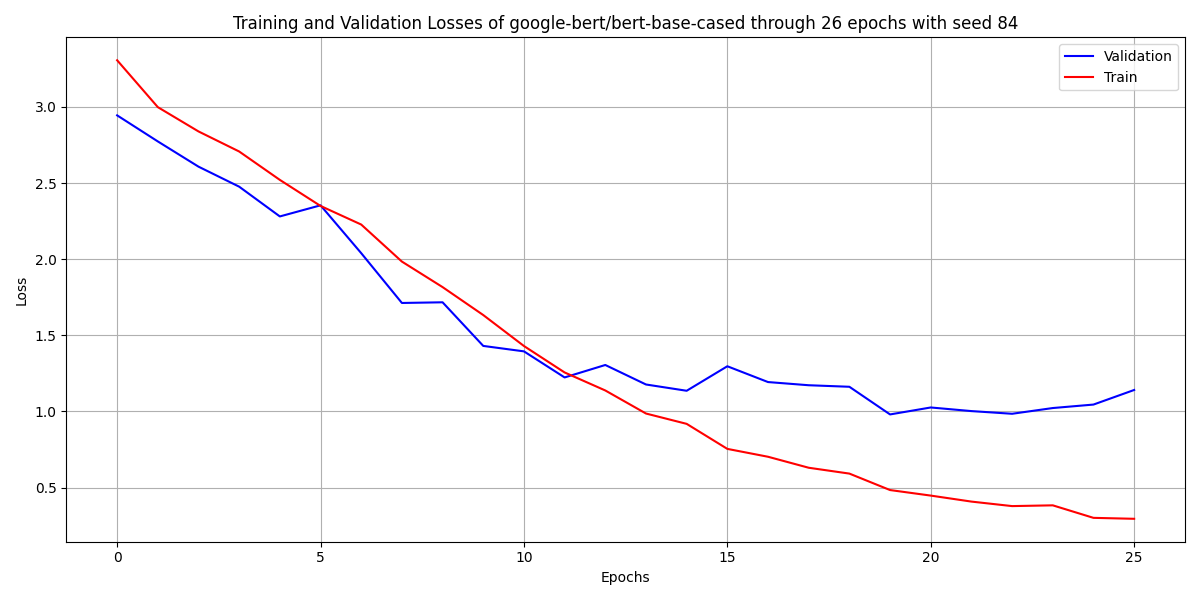 Training and Validation Losses of google-bert/bert-base-cased through 26 epochs with seed 84
Validation
Train
Loss
3.0
2.5
2.0
1.5
1.0
0.5
0 5 10 15 20 25
Epochs